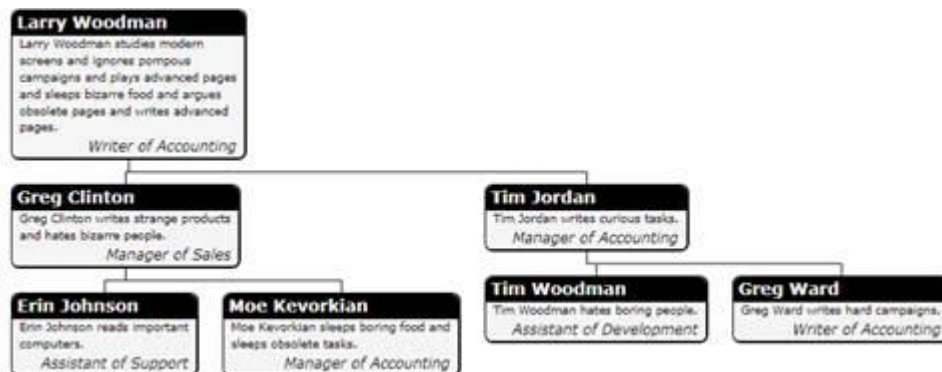 Larry Woodman
Larry Woodman studies modern
screens and ignores pompous
campaigns and plays advanced pages
and sleeps bizarre food and argues
obsolete pages and writes advanced
pages.
Writer of Accounting
Greg Clinton
Greg Clinton writes strange products
and hates bizarre people.
Manager of Sales
Tim Jordan
Tim Jordan writes curious tasks.
Manager of Accounting
Erin Johnson
Erin Johnson reads important
computers.
Assistant of Support
Moe Kevorkian
Moe Kevorkian sleeps boring food and
sleeps obsolete tasks.
Manager of Accounting
Tim Woodman
Tim Woodman hates boring people.
Assistant of Development
Greg Ward
Greg Ward writes hard campaigns.
Writer of Accounting